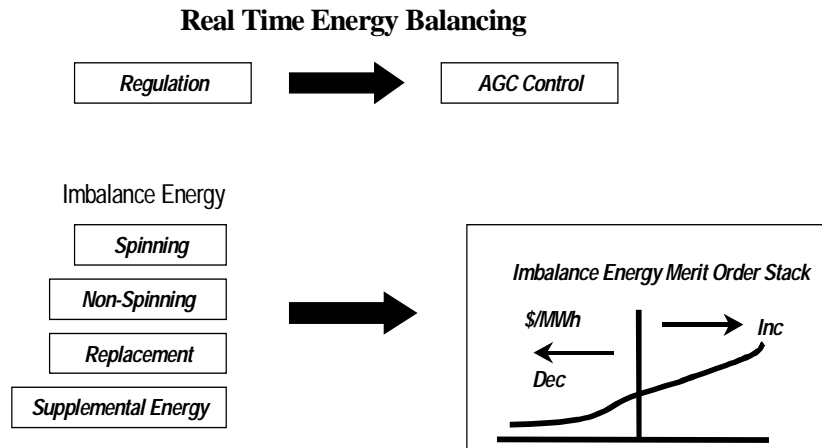 Real Time Energy Balancing
Regulation
AGC Control
Imbalance Energy
Spinning
Non-Spinning
Replacement
Supplemental Energy
Imbalance Energy Merit Order Stack
$/MWh
Inc
Dec